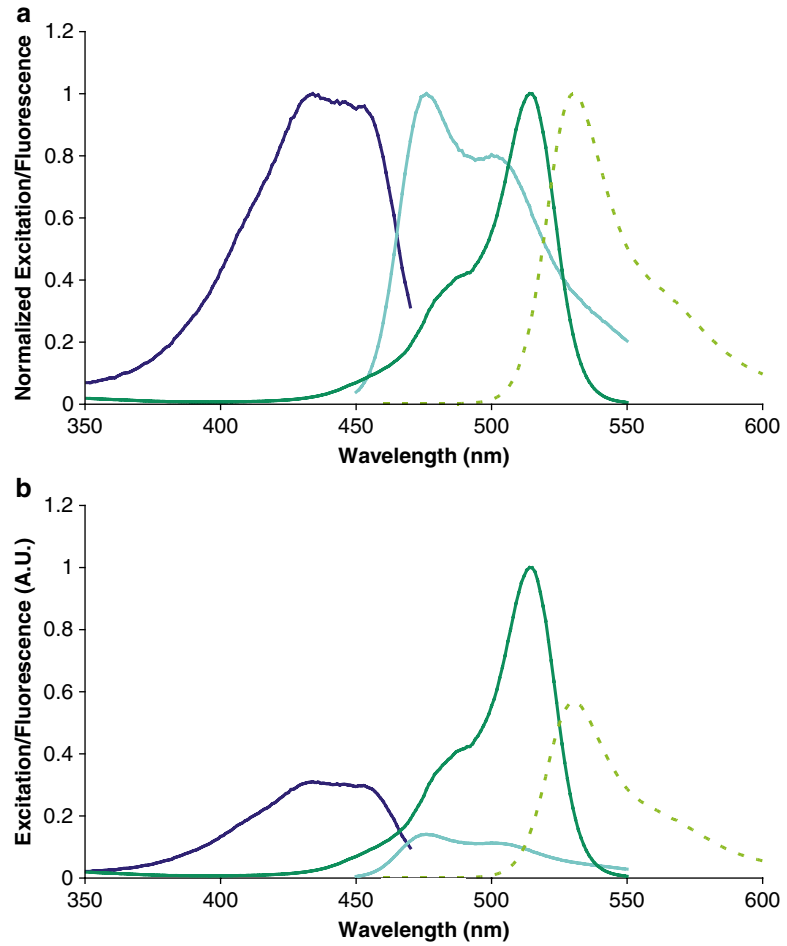 a
Normalized Excitation/Fluorescence
1.2
1
0.8
0.6
0.4
0.2
0
350 400 450 500 550 600
Wavelength (nm)
b
Excitation/Fluorescence (A.U.)
1.2
1
0.8
0.6
0.4
0.2
0
350 400 450 500 550 600
Wavelength (nm)